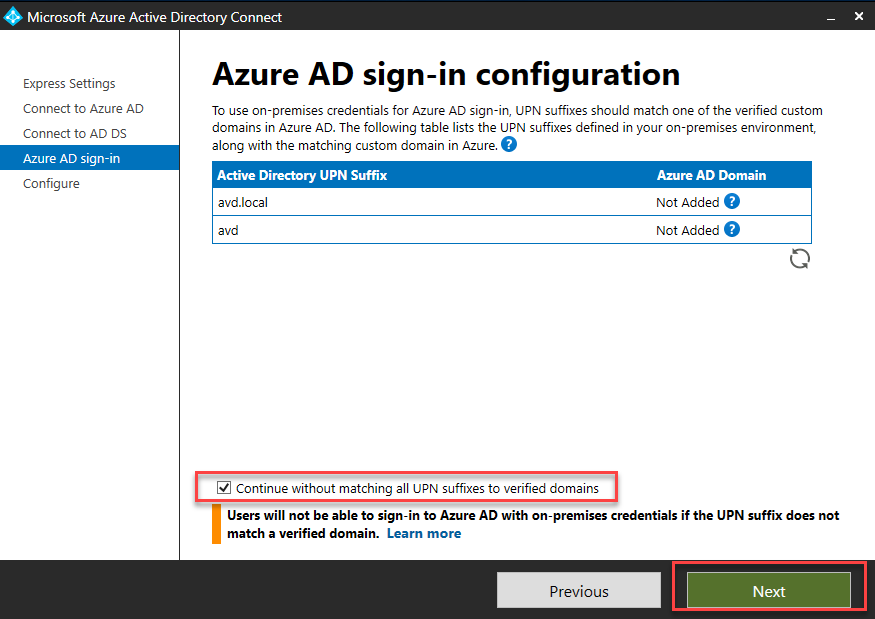 Microsoft Azure Active Directory Connect
Express Settings
Connect to Azure AD
Connect to AD DS
Azure AD sign-in
Configure
Azure AD sign-in configuration
To use on-premises credentials for Azure AD sign-in, UPN suffixes should match one of the verified custom
domains in Azure AD. The following table lists the UPN suffixes defined in your on-premises environment,
along with the matching custom domain in Azure. ?
Active Directory UPN Suffix Azure AD Domain
avd.local Not Added ?
avd Not Added ?
Continue without matching all UPN suffixes to verified domains
Users will not be able to sign-in to Azure AD with on-premises credentials if the UPN suffix does not
match a verified domain. Learn more
Previous Next